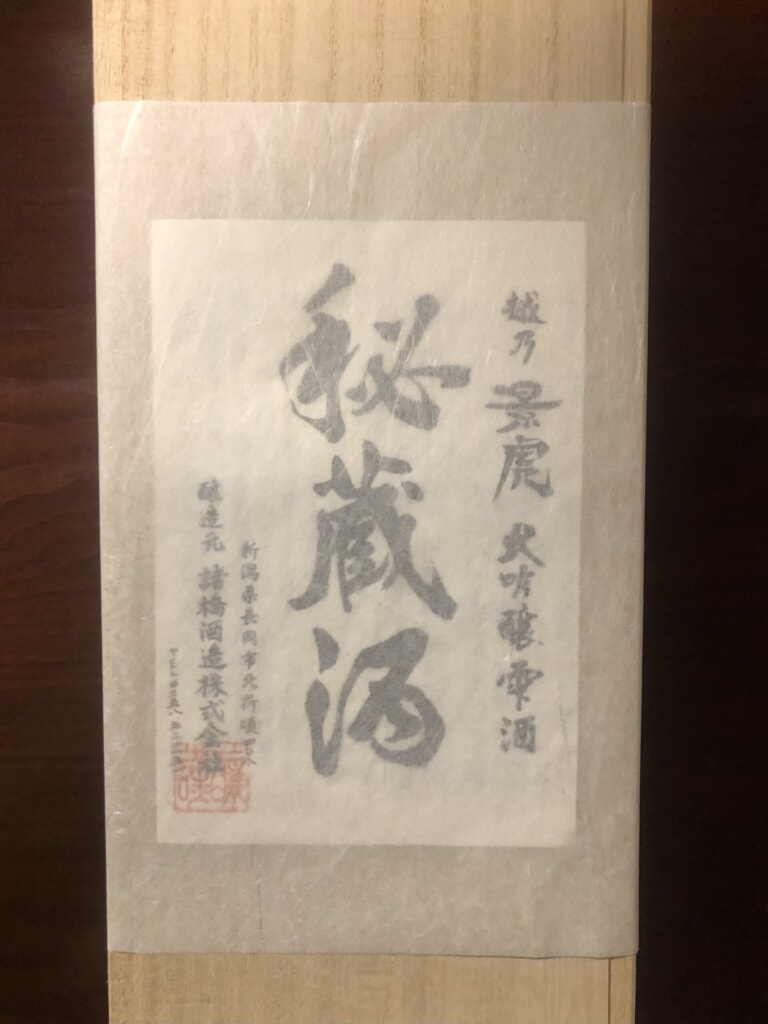 越乃景虎 大吟醸雫酒
秘蔵酒
新潟県長岡市北荷頃
醸造元 諸橋酒造株式会社